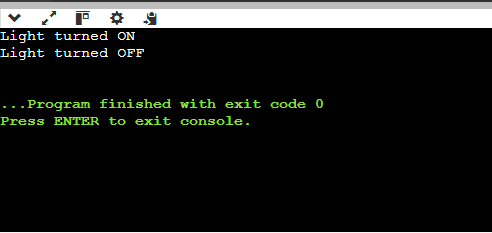 Light turned ON
Light turned OFF
...Program finished with exit code 0
Press ENTER to exit console.